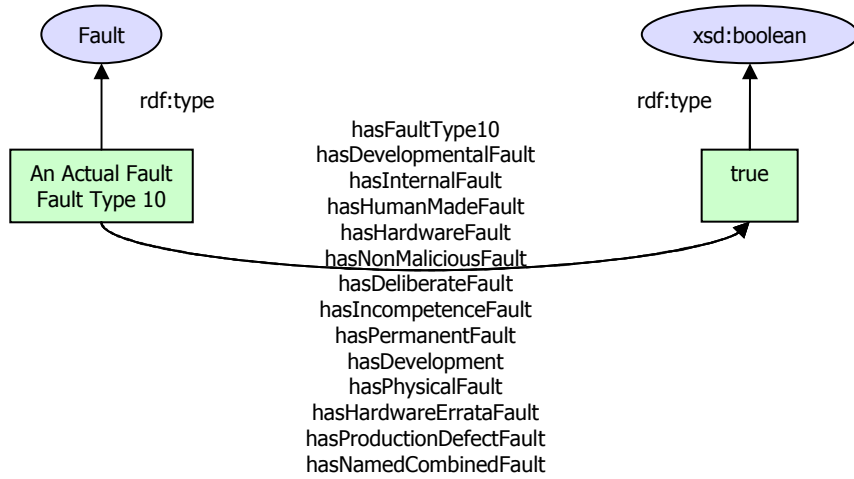 Fault
xsd:boolean
rdf:type
rdf:type
An Actual Fault
Fault Type 10
true
hasFaultType10
hasDevelopmentalFault
hasInternalFault
hasHumanMadeFault
hasHardwareFault
hasNonMaliciousFault
hasDeliberateFault
hasIncompetenceFault
hasPermanentFault
hasDevelopment
hasPhysicalFault
hasHardwareErrataFault
hasProductionDefectFault
hasNamedCombinedFault